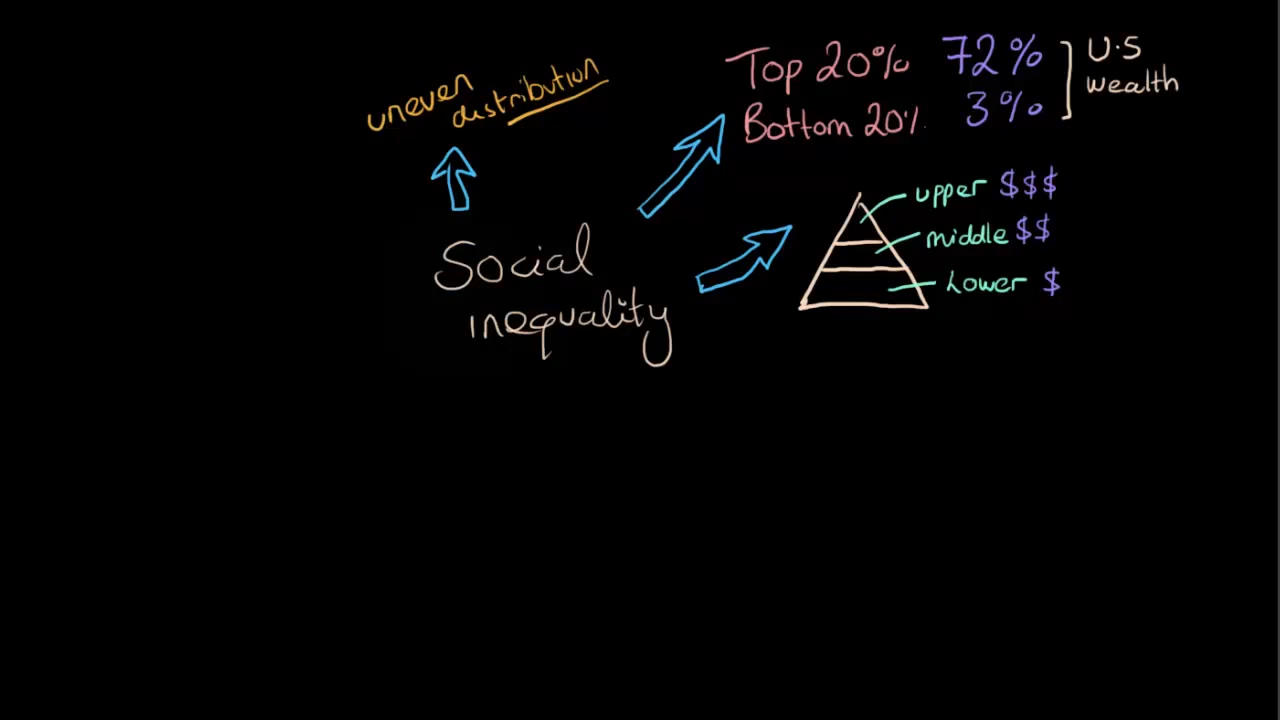 uneven
distribution
Top 20% 72%
Bottom 20% 3%
U.S
wealth
upper $$$
middle $$
Lower $
Social
inequality